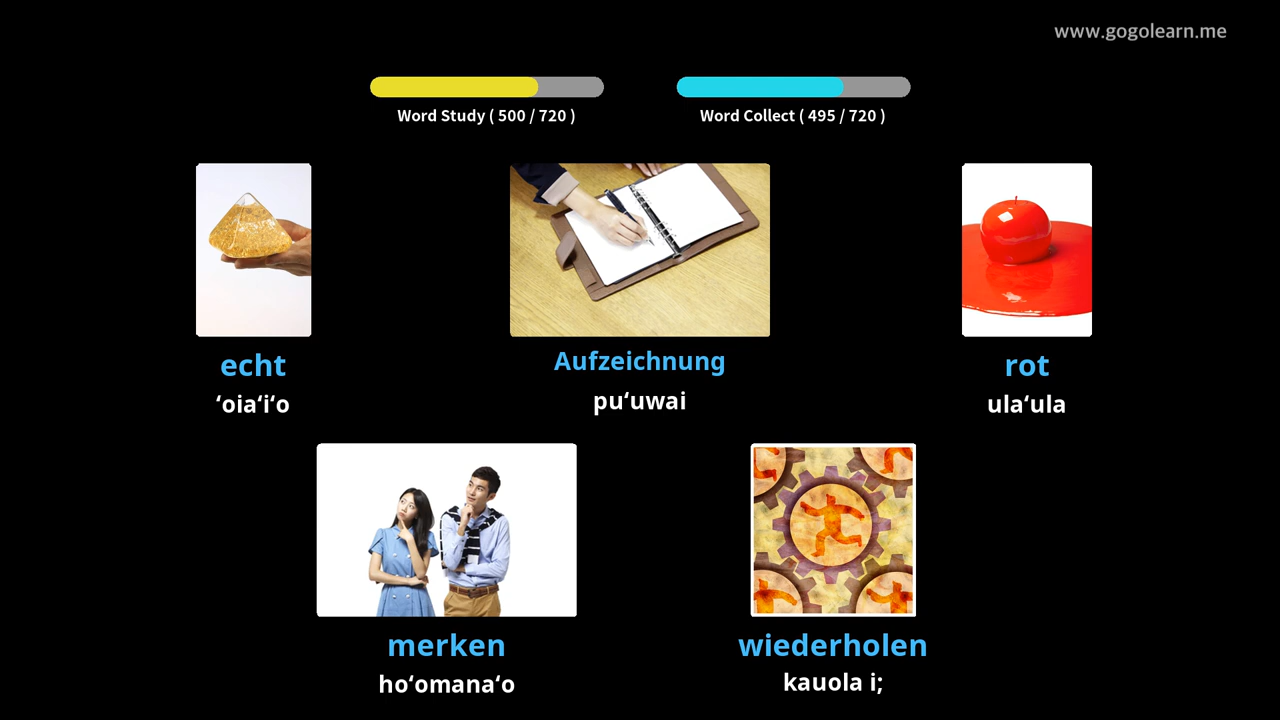 www.gogolearn.me
Word Study ( 500 / 720 )
Word Collect ( 495 / 720 )
echt
ʻoiaʻiʻo
Aufzeichnung
puʻuwai
rot
ulaʻula
merken
hoʻomanaʻo
wiederholen
kauola i;